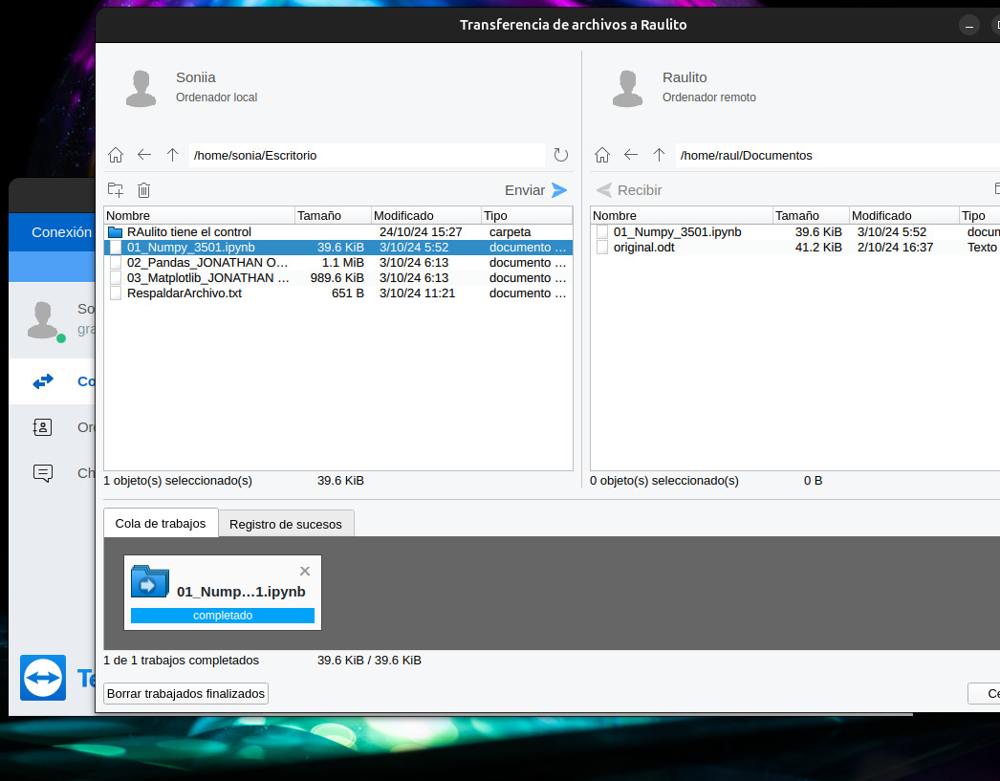 Transferencia de archivos a Raulito
Soniia
Ordenador local
Raulito
Ordenador remoto
/home/sonia/Escritorio
/home/raul/Documentos
Enviar
Recibir
Nombre Tamaño Modificado Tipo
RAulito tiene el control 24/10/24 15:27 carpeta
01_Numpy_3501.ipynb 39.6 KiB 3/10/24 5:52 documento ...
02_Pandas_JONATHAN O… 1.1 MiB 3/10/24 6:13 documento ...
03_Matplotlib_JONATHAN ... 989.6 KiB 3/10/24 6:13 documento ...
RespaldarArchivo.txt 651 B 3/10/24 11:21 documento ...
Nombre Tamaño Modificado Tipo
01_Numpy_3501.ipynb 39.6 KiB 3/10/24 5:52 docum
original.odt 41.2 KiB 2/10/24 16:37 Texto
1 objeto(s) seleccionado(s) 39.6 KiB
0 objeto(s) seleccionado(s) 0 B
Cola de trabajos
Registro de sucesos
01_Nump…1.ipynb
completado
1 de 1 trabajos completados 39.6 KiB / 39.6 KiB
Borrar trabajados finalizados
Ce
Conexión
So
gra
Co
Ord
Ch
Te